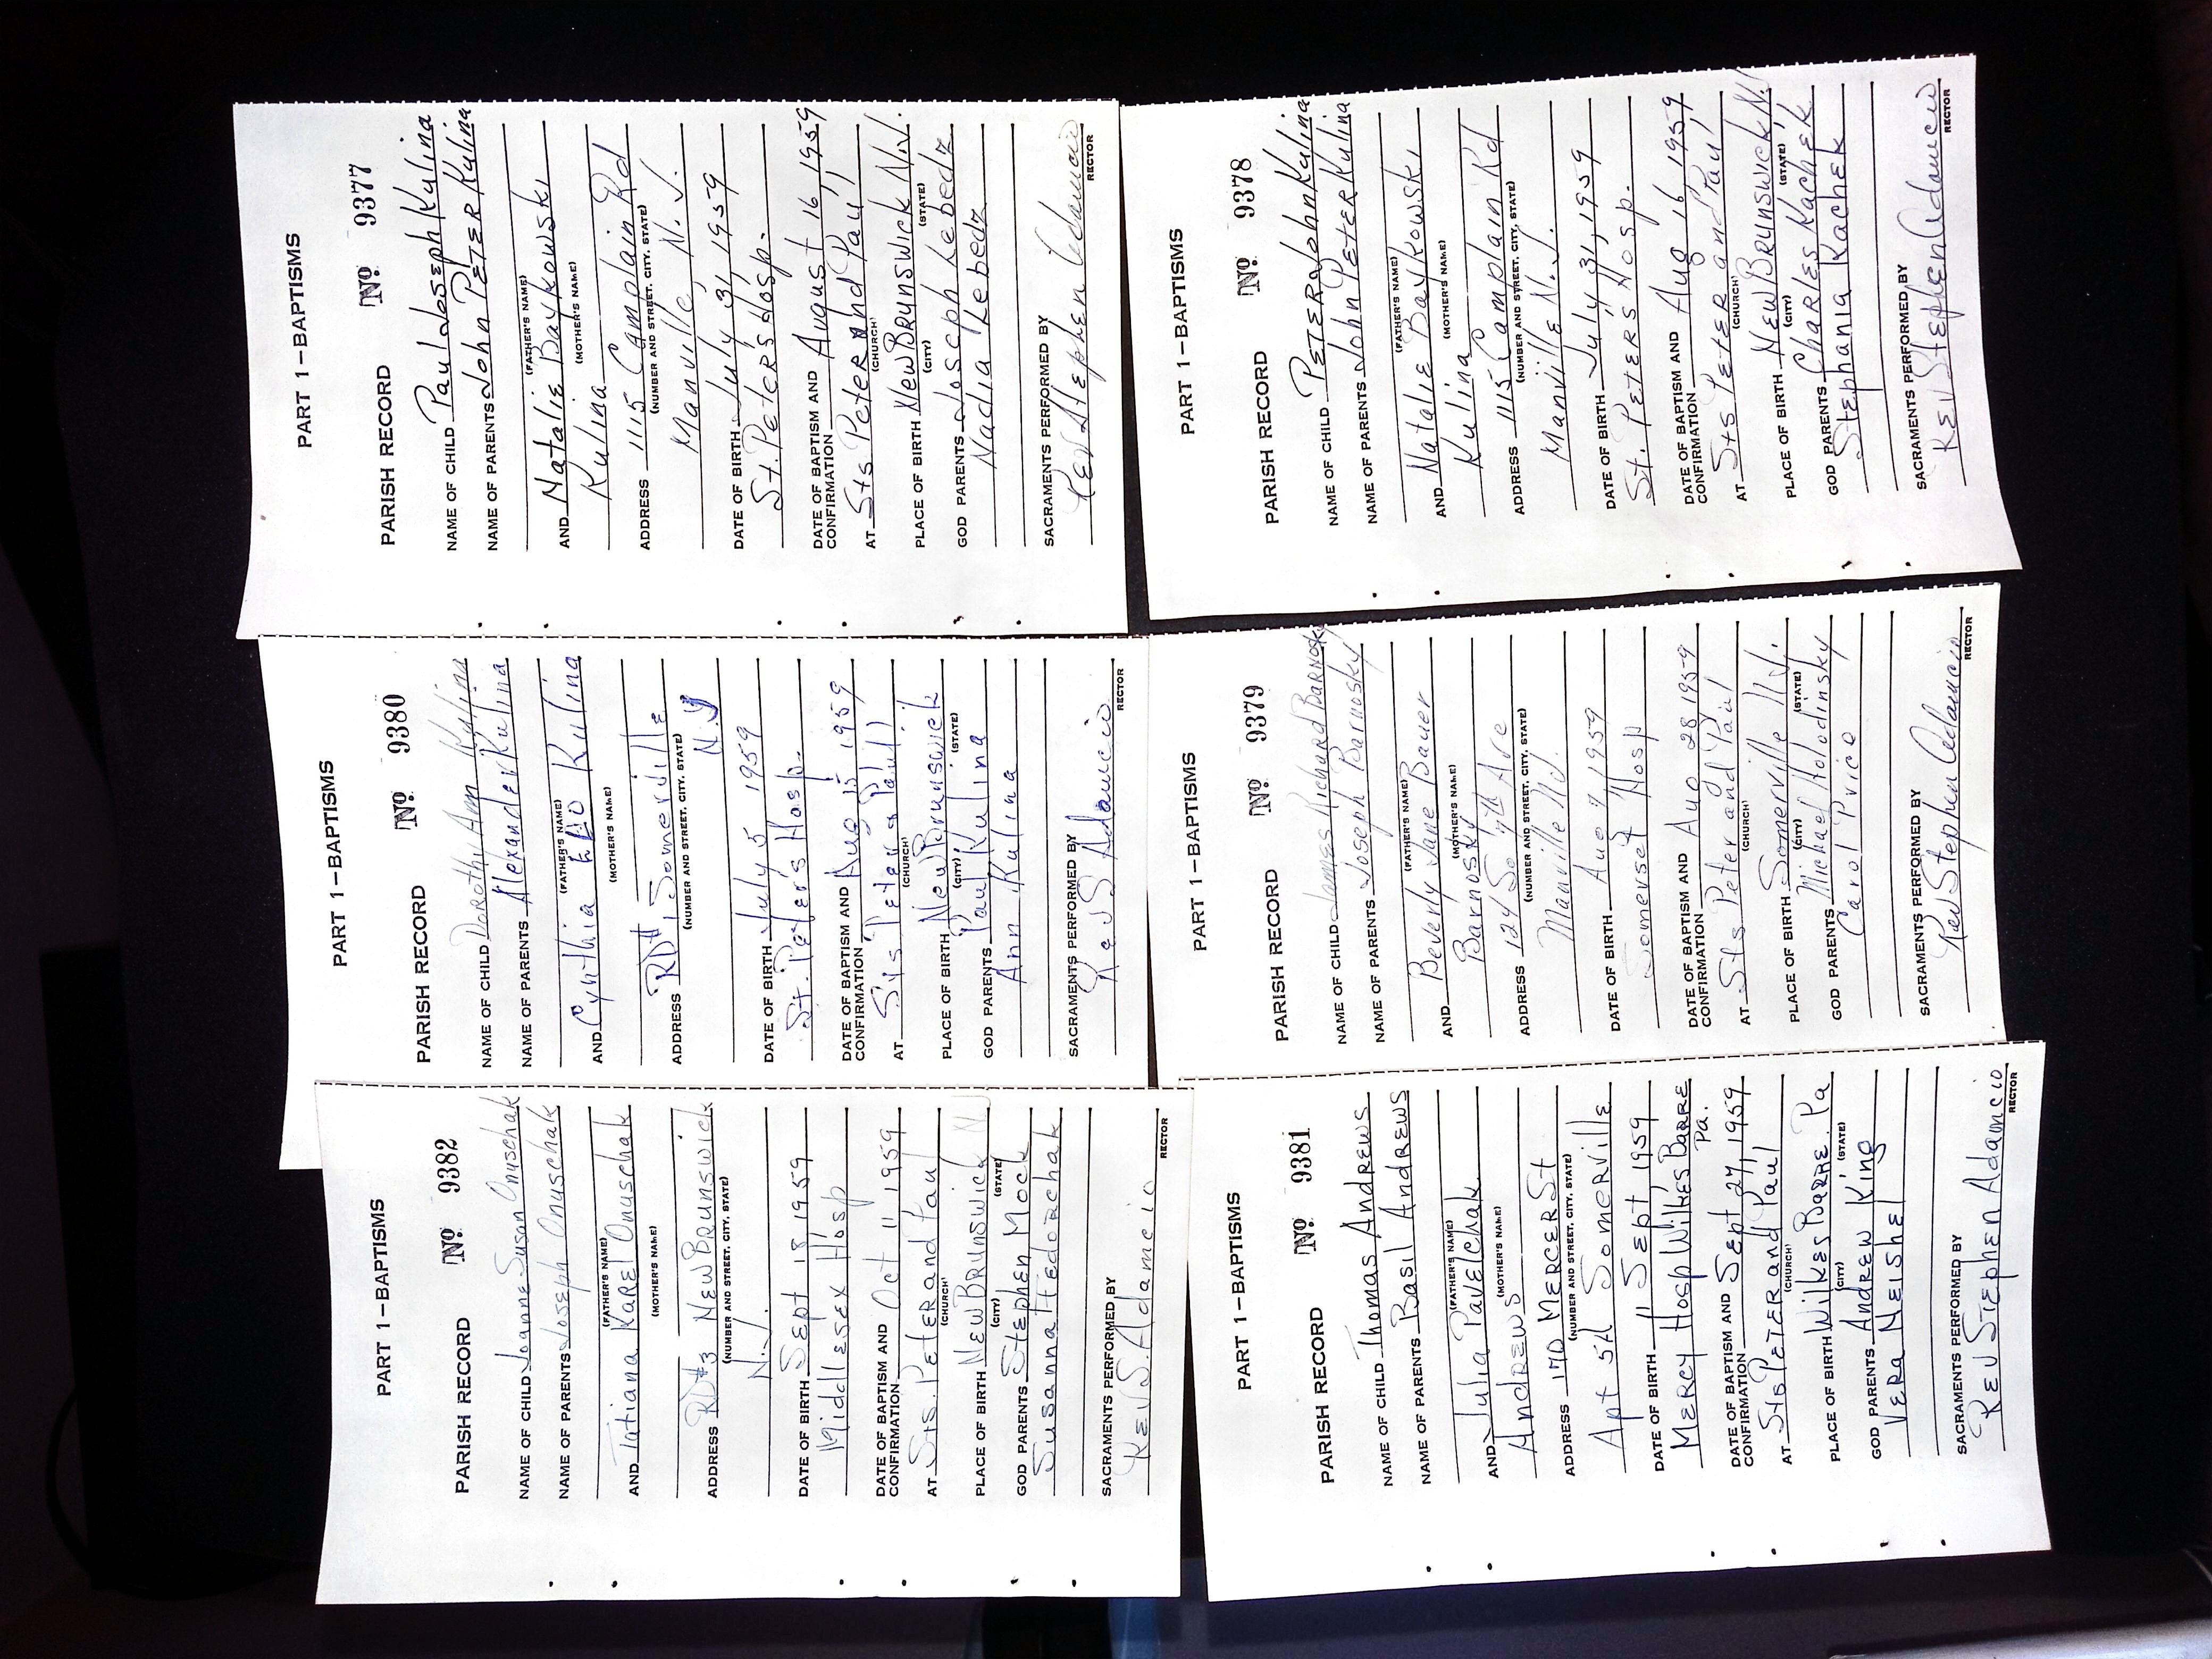 PART 1—BAPTISMS
PARISH RECORD Nº 9382
NAME OF CHILD Joanne Susan Onuschak
NAME OF PARENTS Joseph Onuschak
(FATHER'S NAME)
AND Tatiana Karel Onuschak
(MOTHER'S NAME)
ADDRESS RD#3 New Brunswick
(NUMBER AND STREET, CITY, STATE)
N.J.
DATE OF BIRTH Sept 18, 1959
Middlesex Hosp
DATE OF BAPTISM AND
CONFIRMATION Oct 11, 1959
AT Sts. Peter and Paul
(CHURCH)
PLACE OF BIRTH New Brunswick N
(CITY) (STATE)
GOD PARENTS Stephen Mock
Susanna Fedorchak
SACRAMENTS PERFORMED BY
Rev S. Adamcio
RECTOR
PART 1—BAPTISMS
PARISH RECORD Nº 9380
NAME OF CHILD Dorothy Ann Kulina
NAME OF PARENTS Alexander Kulina
(FATHER'S NAME)
AND Cynthia Kulina
(MOTHER'S NAME)
ADDRESS RD#1, Somerville
(NUMBER AND STREET, CITY, STATE)
N.J
DATE OF BIRTH July 5, 1959
St. Peter's Hosp.
DATE OF BAPTISM AND
CONFIRMATION Aug 15 1959
AT Sts Peter & Paul
(CHURCH)
PLACE OF BIRTH New Brunswick
(CITY) (STATE)
GOD PARENTS Paul Kulina
Ann Kulina
SACRAMENTS PERFORMED BY
Rev S Adamcio
RECTOR
PART 1—BAPTISMS
PARISH RECORD Nº 9377
NAME OF CHILD Paul Joseph Kulina
NAME OF PARENTS John Peter Kulina
(FATHER'S NAME)
AND Natalie Baykowski
(MOTHER'S NAME)
Kulina
ADDRESS 1115 Camplain Rd
(NUMBER AND STREET, CITY, STATE)
Manville, N.J.
DATE OF BIRTH July 31, 1959
St. Peter's Hosp.
DATE OF BAPTISM AND
CONFIRMATION August 16, 1959
AT Sts Peter and Paul
(CHURCH)
PLACE OF BIRTH New Brunswick N.J.
(CITY) (STATE)
GOD PARENTS Joseph Lebedz
Nadia Lebedz
SACRAMENTS PERFORMED BY
Rev Stephen Adamcio
RECTOR
PART 1—BAPTISMS
PARISH RECORD Nº 9381
NAME OF CHILD Thomas Andrews
NAME OF PARENTS Basil Andrews
(FATHER'S NAME)
AND Julia Pavelchak
(MOTHER'S NAME)
Andrews
ADDRESS 170 Mercer St
(NUMBER AND STREET, CITY, STATE)
Apt 5A Somerville
DATE OF BIRTH 11 Sept, 1959
Mercy Hosp Wilkes Barre
Pa.
DATE OF BAPTISM AND
CONFIRMATION Sept 27, 1959
AT Sts Peter and Paul
(CHURCH)
PLACE OF BIRTH Wilkes Barre, Pa
(CITY) (STATE)
GOD PARENTS Andrew King
Vera Meishel
SACRAMENTS PERFORMED BY
Rev Stephen Adamcio
RECTOR
PART 1—BAPTISMS
PARISH RECORD Nº 9379
NAME OF CHILD James Richard Barnosky
NAME OF PARENTS Joseph Barnosky
(FATHER'S NAME)
AND Beverly Jane Bauer
(MOTHER'S NAME)
Barnosky
ADDRESS 124 So 7th Ave
(NUMBER AND STREET, CITY, STATE)
Manville NJ.
DATE OF BIRTH Aug 7, 1959
Somerset Hosp
DATE OF BAPTISM AND
CONFIRMATION Aug 28, 1959
AT Sts Peter and Paul
(CHURCH)
PLACE OF BIRTH Somerville N.J.
(CITY) (STATE)
GOD PARENTS Michael Holodinsky
Carol Price
SACRAMENTS PERFORMED BY
Rev Stephen Adamcio
RECTOR
PART 1—BAPTISMS
PARISH RECORD Nº 9378
NAME OF CHILD Peter John Kulina
NAME OF PARENTS John Peter Kulina
(FATHER'S NAME)
AND Natalie Baykowski
(MOTHER'S NAME)
Kulina
ADDRESS 1115 Camplain Rd
(NUMBER AND STREET, CITY, STATE)
Manville N.J.
DATE OF BIRTH July 31, 1959
St. Peter's Hosp.
DATE OF BAPTISM AND
CONFIRMATION Aug 16, 1959
AT Sts Peter and Paul
(CHURCH)
PLACE OF BIRTH New Brunswick N.J
(CITY) (STATE)
GOD PARENTS Charles Kachek
Stephania Kachek
SACRAMENTS PERFORMED BY
Rev Stephen Adamcio
RECTOR